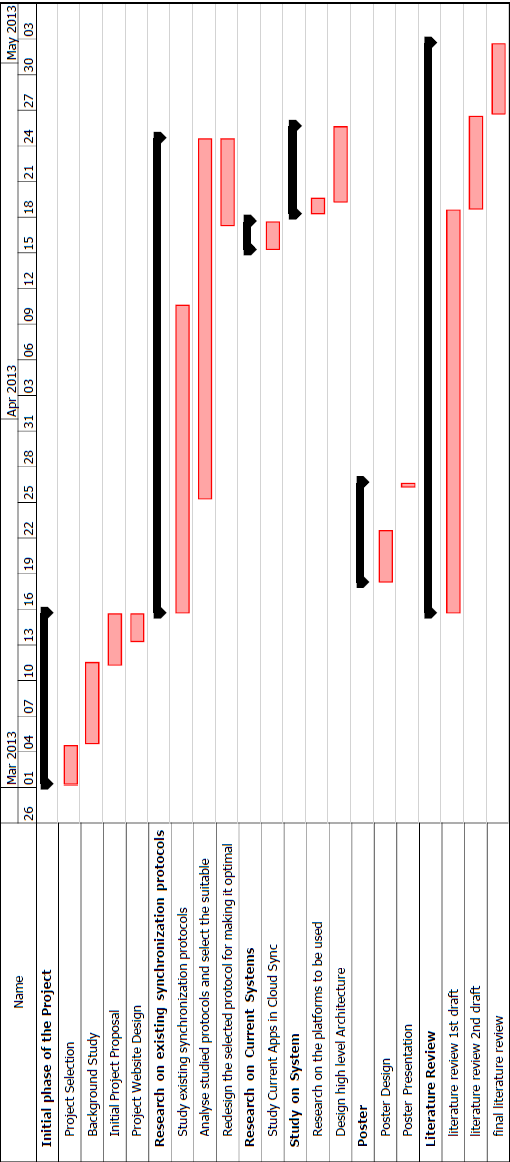 Name
Mar 2013
Apr 2013
May 2013
26 01 04 07 10 13 16 19 22 25 28 31 03 06 09 12 15 18 21 24 27 30 03
Initial phase of the Project
Project Selection
Background Study
Initial Project Proposal
Project Website Design
Research on existing synchronization protocols
Study existing synchronization protocols
Analyse studied protocols and select the suitable
Redesign the selected protocol for making it optimal
Research on Current Systems
Study Current Apps in Cloud Sync
Study on System
Research on the platforms to be used
Design high level Architecture
Poster
Poster Design
Poster Presentation
Literature Review
literature review 1st draft
literature review 2nd draft
final literature review